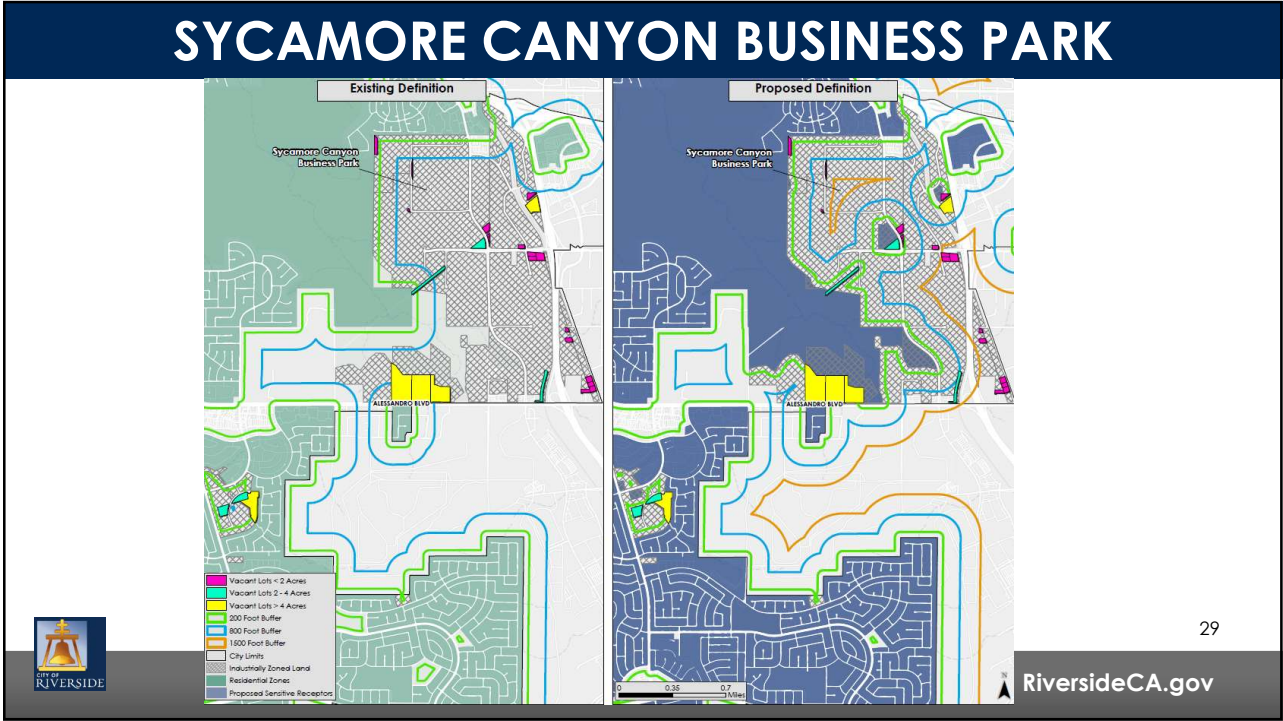 SYCAMORE CANYON BUSINESS PARK
Existing Definition
Sycamore Canyon
Business Park
ALESSANDRO BLVD
Vacant Lots < 2 Acres
Vacant Lots 2 - 4 Acres
Vacant Lots > 4 Acres
200 Foot Buffer
800 Foot Buffer
1500 Foot Buffer
City Limits
Industrially Zoned Land
Residential Zones
Proposed Sensitive Receptors
Proposed Definition
Sycamore Canyon
Business Park
ALESSANDRO BLVD
0 0.35 0.7
Miles
N
29
CITY OF
RIVERSIDE
RiversideCA.gov